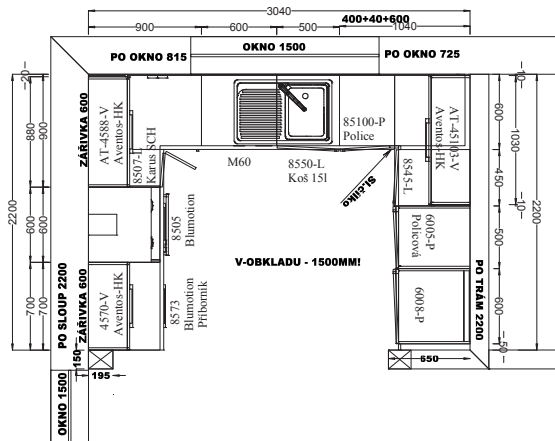 3040
900
600
500
400+40+600
1040
PO OKNO 815
OKNO 1500
PO OKNO 725
20
ZÁŘIVKA 600
AT-4588-V
Aventos-HK
8507-L
Karus SCH
85100-P
Police
M60
8550-L
Koš 15l
8545-L
AT-45103-V
Aventos-HK
10
600
1030
880
900
450
10
2200
600
600
8505
Blumotion
V-OBKLADU - 1500MM!
6005-P
Policová
500
2200
PO SLOUP 2200
ZÁŘIVKA 600
4570-V
Aventos-HK
8573
Blumotion
Příborník
6008-P
PO TRÁM 2200
700
700
600
50
150
195
650
OKNO 1500